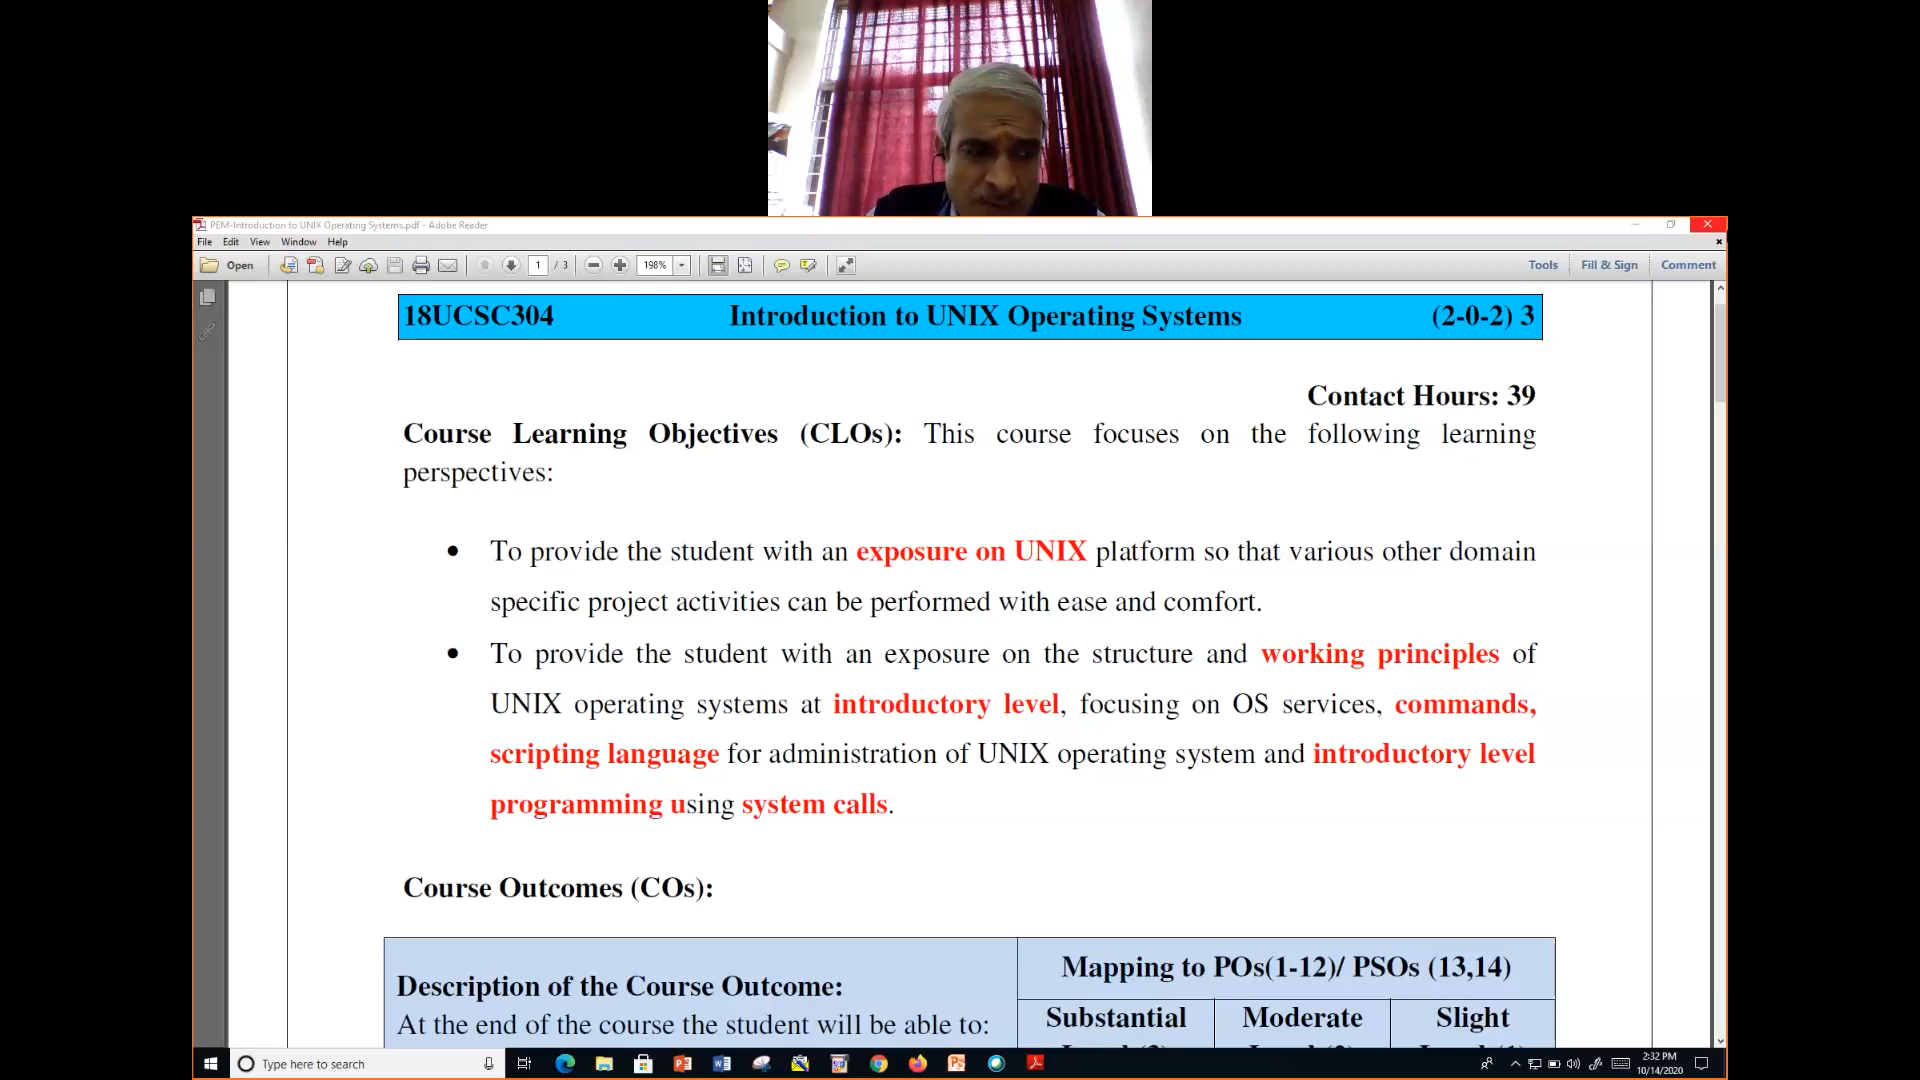 PEM-Introduction to UNIX Operating Systems.pdf - Adobe Reader
File Edit View Window Help
Open 1 / 3 198% Tools Fill & Sign Comment
18UCSC304 Introduction to UNIX Operating Systems (2-0-2) 3
Contact Hours: 39
Course Learning Objectives (CLOs): This course focuses on the following learning
perspectives:
• To provide the student with an exposure on UNIX platform so that various other domain
specific project activities can be performed with ease and comfort.
• To provide the student with an exposure on the structure and working principles of
UNIX operating systems at introductory level, focusing on OS services, commands,
scripting language for administration of UNIX operating system and introductory level
programming using system calls.
Course Outcomes (COs):
Mapping to POs(1-12)/ PSOs (13,14)
Description of the Course Outcome:
At the end of the course the student will be able to:
Substantial Moderate Slight
Type here to search
2:32 PM
10/14/2020